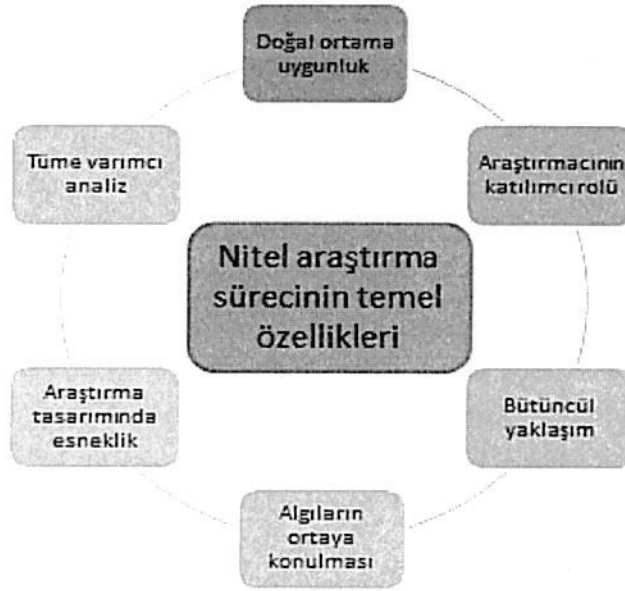 Doğal ortama
uygunluk
Tüme varımcı
analiz
Araştırmacının
katılımcı rolü
Nitel araştırma
sürecinin temel
özellikleri
Araştırma
tasarımında
esneklik
Bütüncül
yaklaşım
Algıların
ortaya
konulması